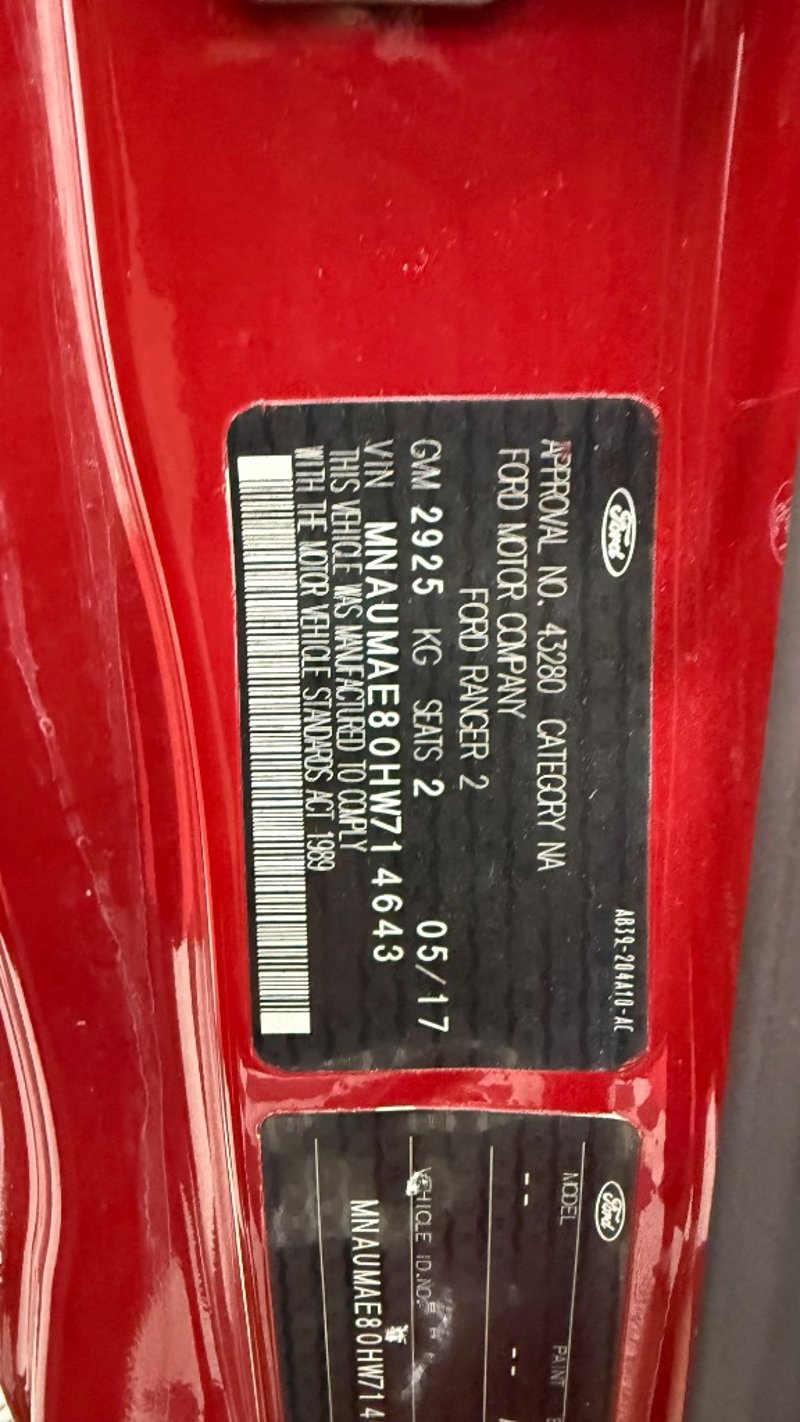 Ford
AB39-204A10-AC
APPROVAL NO. 43280 CATEGORY NA
FORD MOTOR COMPANY
FORD RANGER 2
GVM 2925 KG SEATS 2 05/17
VIN MNAUMAE80HW714643
THIS VEHICLE WAS MANUFACTURED TO COMPLY
WITH THE MOTOR VEHICLE STANDARDS ACT 1989
Ford
MODEL PAINT
-- --
VEHICLE ID.NO
MNAUMAE80HW714